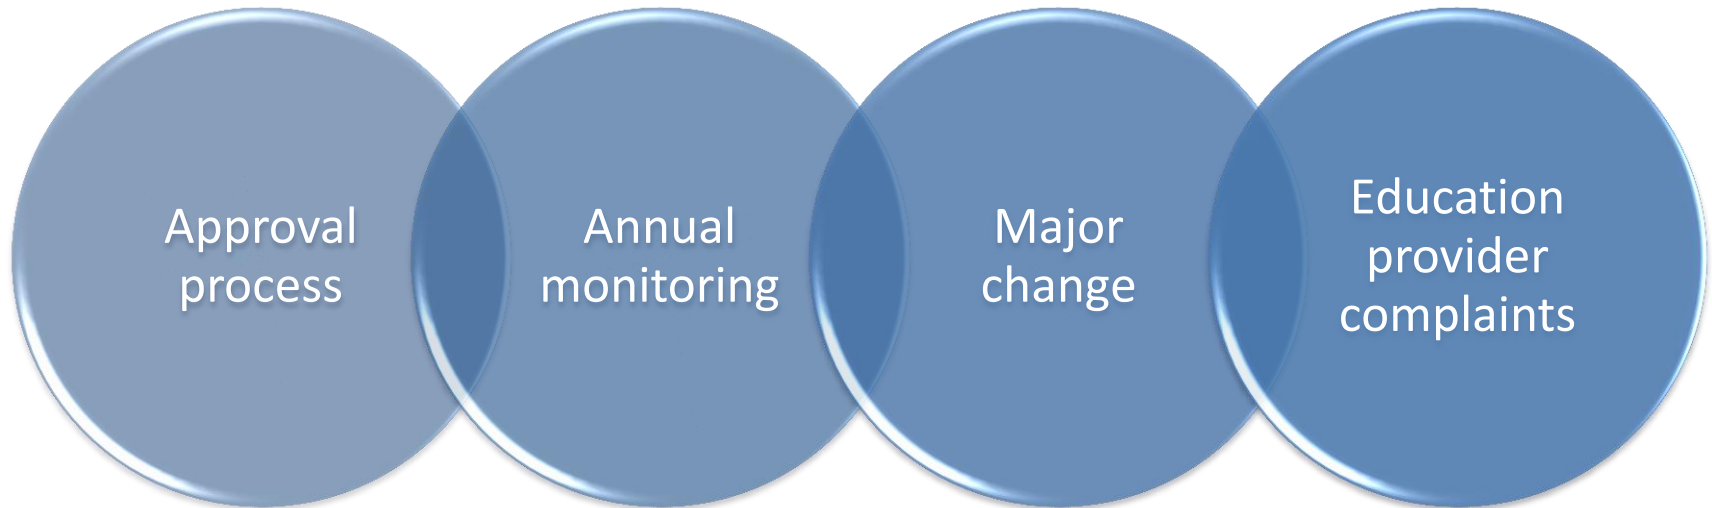 Approval
process
Annual
monitoring
Major
change
Education
provider
complaints